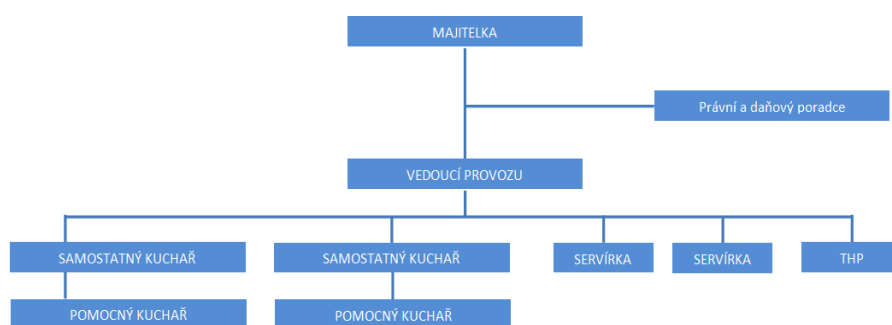 MAJITELKA
Právní a daňový poradce
VEDOUCÍ PROVOZU
SAMOSTATNÝ KUCHAŘ
SAMOSTATNÝ KUCHAŘ
SERVÍRKA
SERVÍRKA
THP
POMOCNÝ KUCHAŘ
POMOCNÝ KUCHAŘ